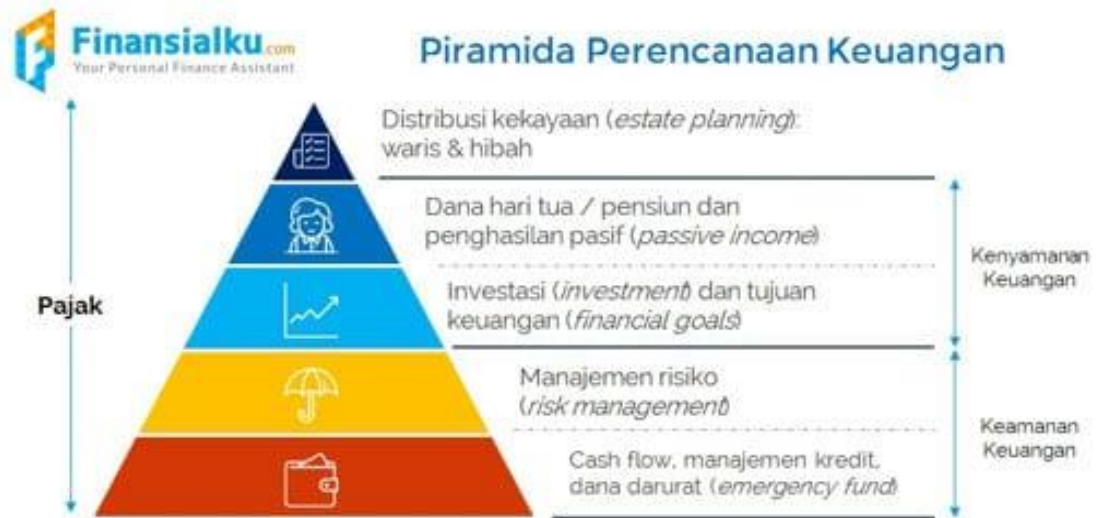 Finansialku.com
Your Personal Finance Assistant
Piramida Perencanaan Keuangan
Distribusi kekayaan (estate planning):
waris & hibah
Dana hari tua / pensiun dan
penghasilan pasif (passive income)
Kenyamanan
Keuangan
Investasi (investment) dan tujuan
keuangan (financial goals)
Pajak
Manajemen risiko
(risk management)
Keamanan
Keuangan
Cash flow, manajemen kredit,
dana darurat (emergency fund)